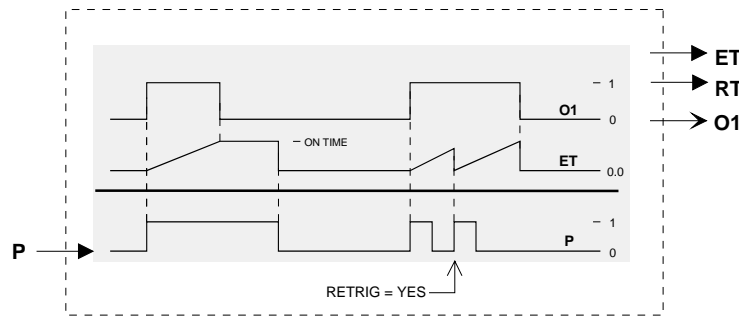 ET
1
RT
O1
0
O1
ON TIME
ET
0.0
1
P
P
0
RETRIG = YES